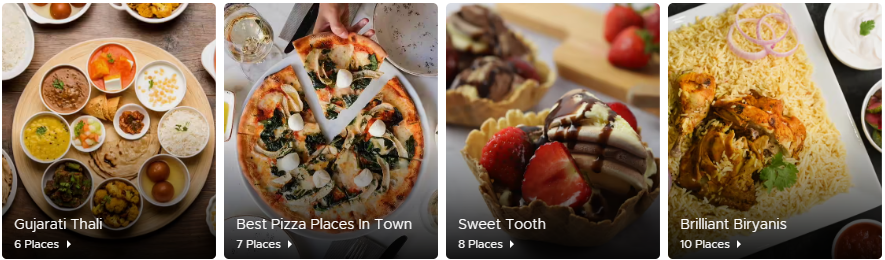 Gujarati Thali
6 Places
Best Pizza Places In Town
7 Places
Sweet Tooth
8 Places
Brilliant Biryanis
10 Places